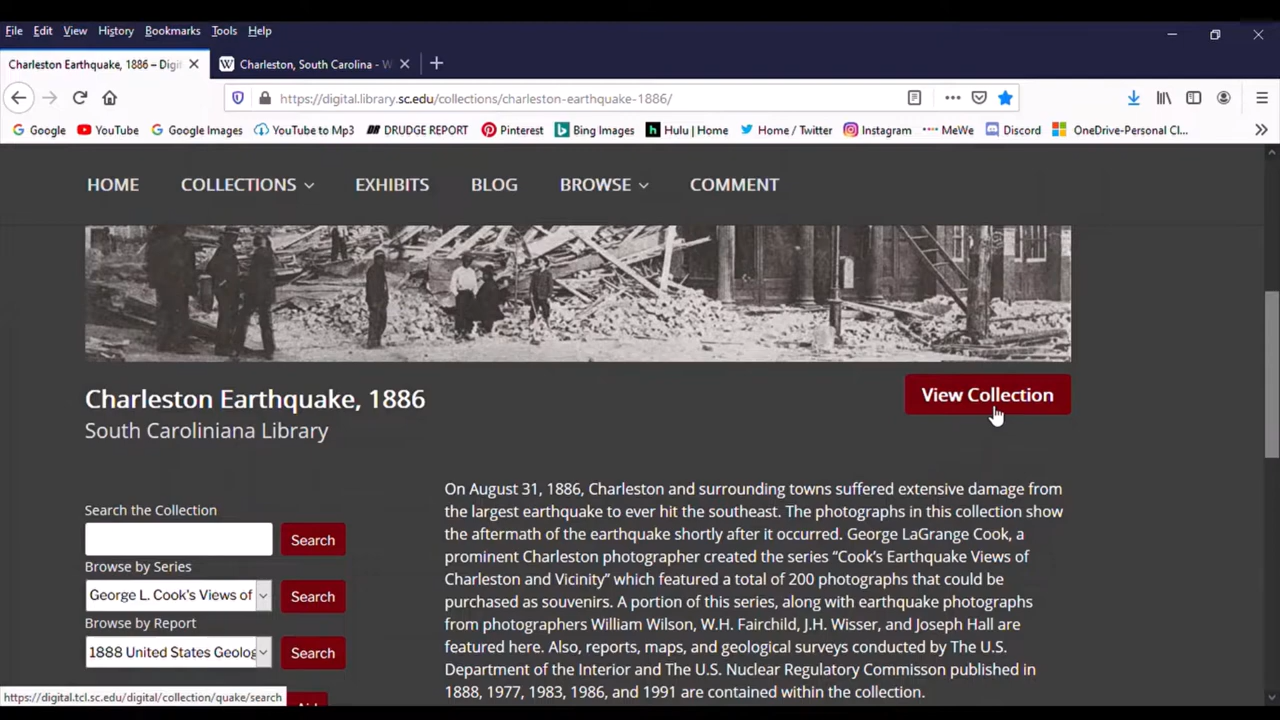 File Edit View History Bookmarks Tools Help
Charleston Earthquake, 1886 – Digit
Charleston, South Carolina - W
https://digital.library.sc.edu/collections/charleston-earthquake-1886/
Google YouTube Google Images YouTube to Mp3 DRUDGE REPORT Pinterest Bing Images Hulu | Home Home / Twitter Instagram MeWe Discord OneDrive-Personal Cl...
HOME COLLECTIONS EXHIBITS BLOG BROWSE COMMENT
Charleston Earthquake, 1886
View Collection
South Caroliniana Library
Search the Collection
Search
Browse by Series
George L. Cook's Views of
Search
Browse by Report
1888 United States Geolog
Search
Aid
On August 31, 1886, Charleston and surrounding towns suffered extensive damage from
the largest earthquake to ever hit the southeast. The photographs in this collection show
the aftermath of the earthquake shortly after it occurred. George LaGrange Cook, a
prominent Charleston photographer created the series “Cook’s Earthquake Views of
Charleston and Vicinity” which featured a total of 200 photographs that could be
purchased as souvenirs. A portion of this series, along with earthquake photographs
from photographers William Wilson, W.H. Fairchild, J.H. Wisser, and Joseph Hall are
featured here. Also, reports, maps, and geological surveys conducted by The U.S.
Department of the Interior and The U.S. Nuclear Regulatory Commisson published in
1888, 1977, 1983, 1986, and 1991 are contained within the collection.
https://digital.tcl.sc.edu/digital/collection/quake/search